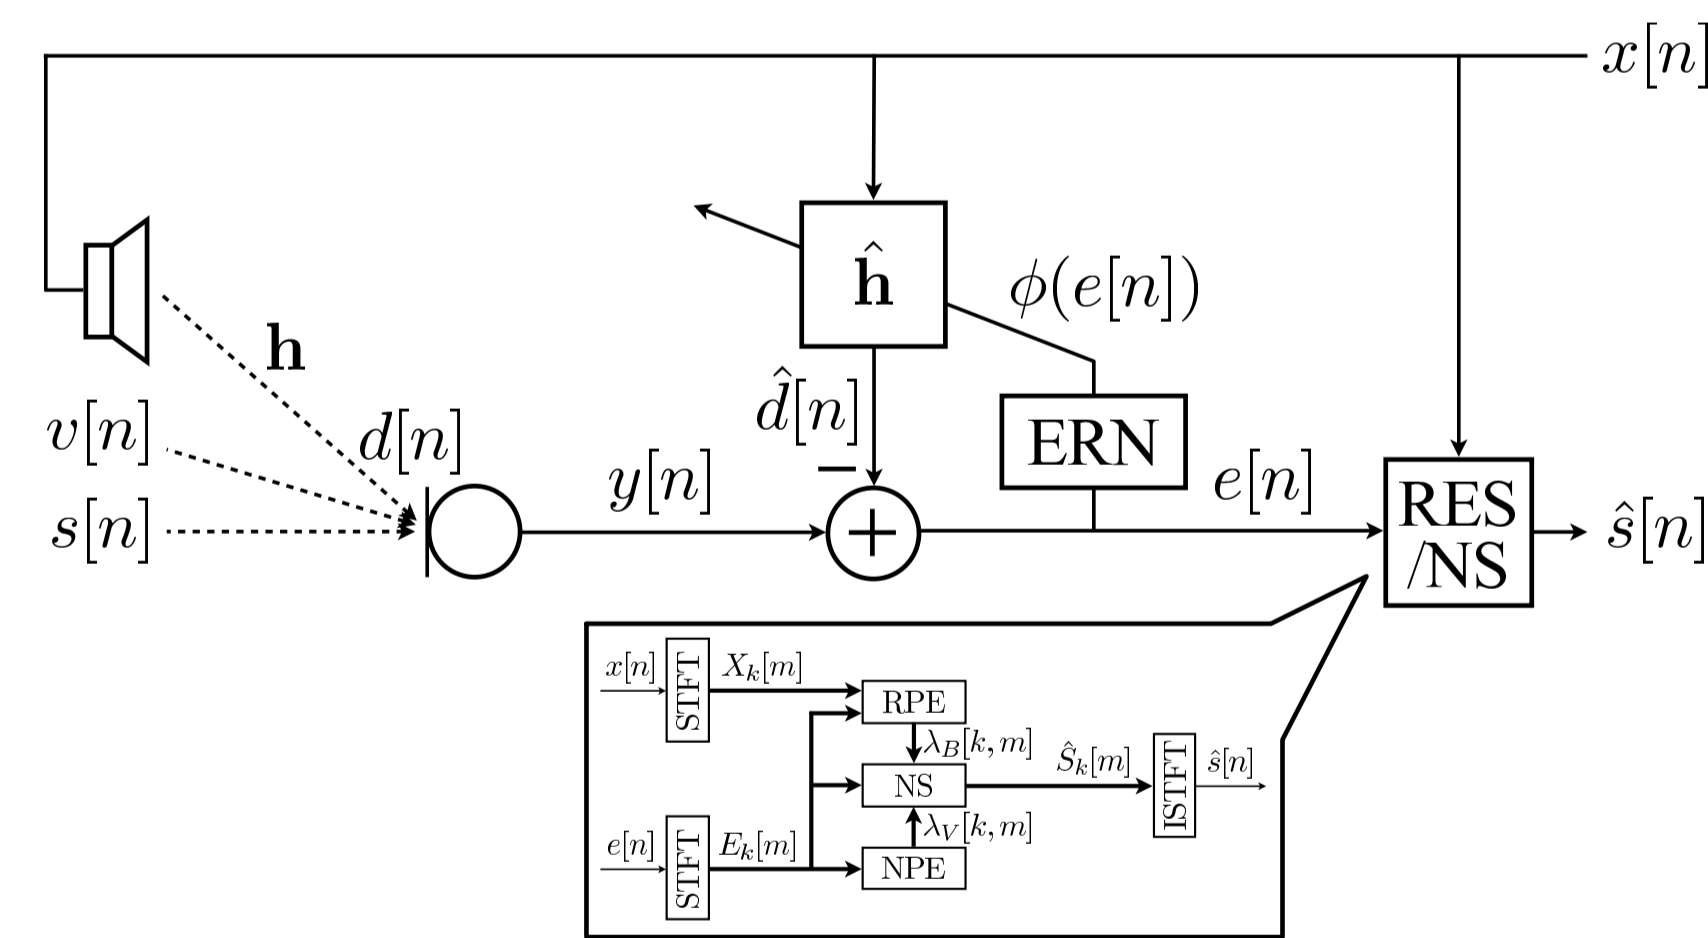 x[n]
ĥ
ϕ(e[n])
h
d̂[n]
v[n]
d[n]
ERN
y[n]
−
e[n]
s[n]
+
RES
/NS
ŝ[n]
x[n]
STFT
X_k[m]
RPE
λ_B[k, m]
Ŝ_k[m]
ISTFT
ŝ[n]
NS
λ_V[k, m]
e[n]
STFT
E_k[m]
NPE